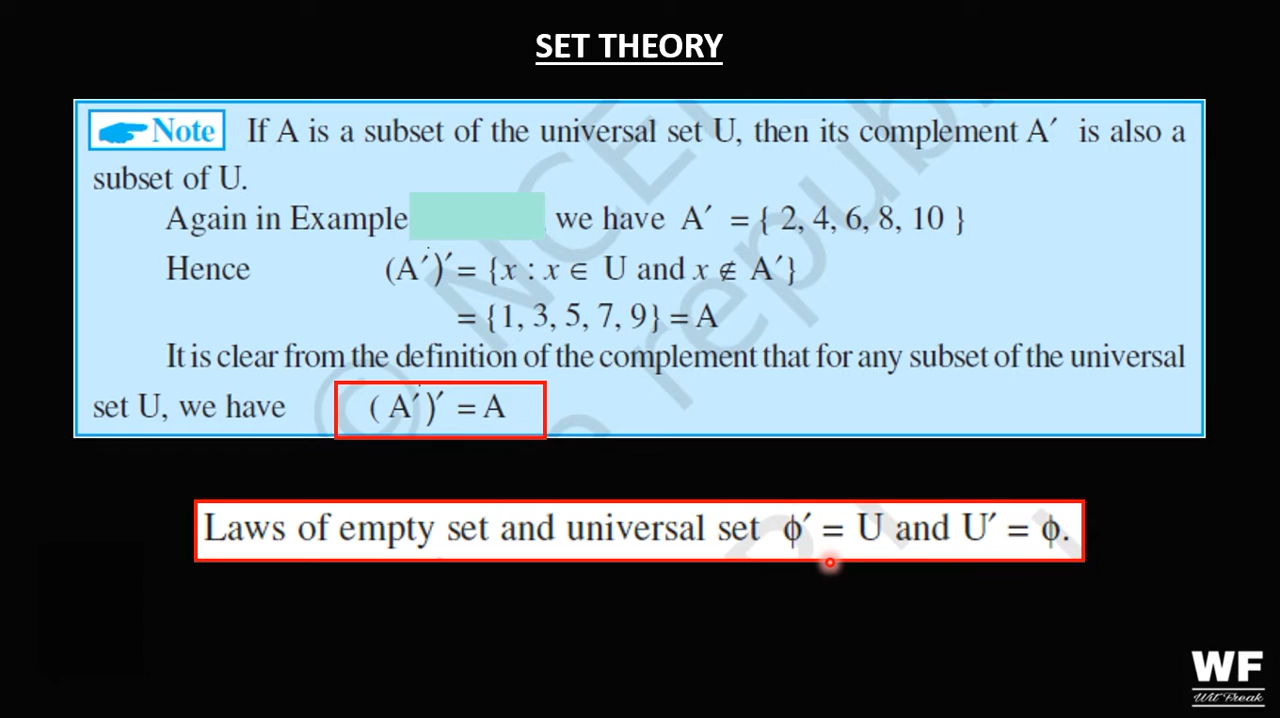 SET THEORY
Note If A is a subset of the universal set U, then its complement A′ is also a
subset of U.
Again in Example we have A′ = { 2, 4, 6, 8, 10 }
Hence (A′)′ = {x : x ∈ U and x ∉ A′}
= {1, 3, 5, 7, 9} = A
It is clear from the definition of the complement that for any subset of the universal
set U, we have ( A′)′ = A
Laws of empty set and universal set ϕ′ = U and U′ = ϕ.
WF
Wit Freak